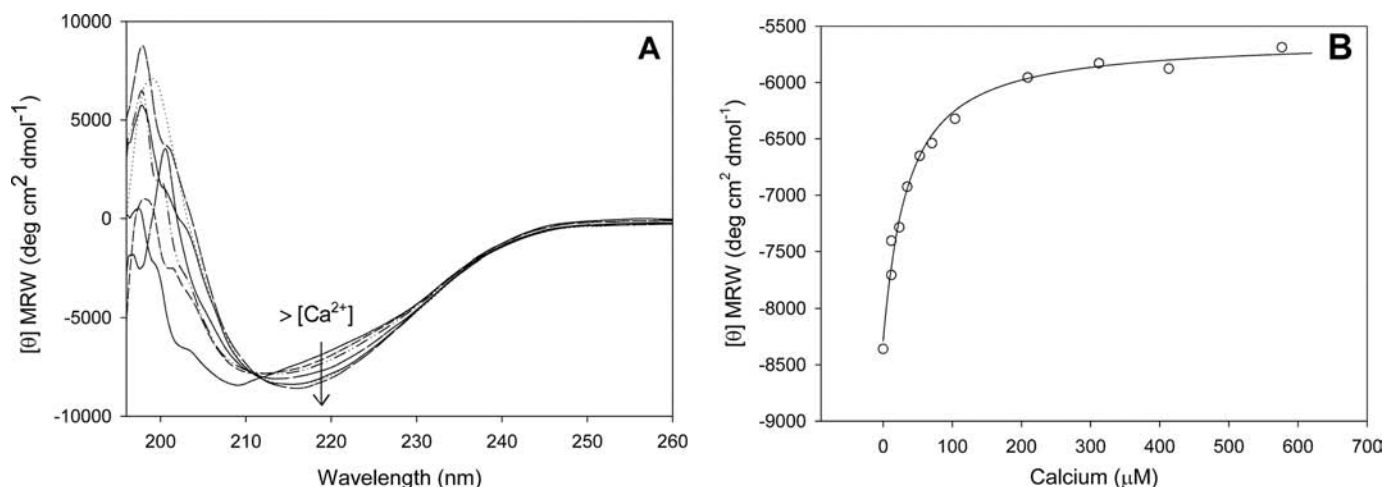 A
[θ] MRW (deg cm² dmol⁻¹)
10000
5000
0
-5000
-10000
> [Ca²⁺]
200 210 220 230 240 250 260
Wavelength (nm)
B
[θ] MRW (deg cm² dmol⁻¹)
-5500
-6000
-6500
-7000
-7500
-8000
-8500
-9000
0 100 200 300 400 500 600 700
Calcium (μM)